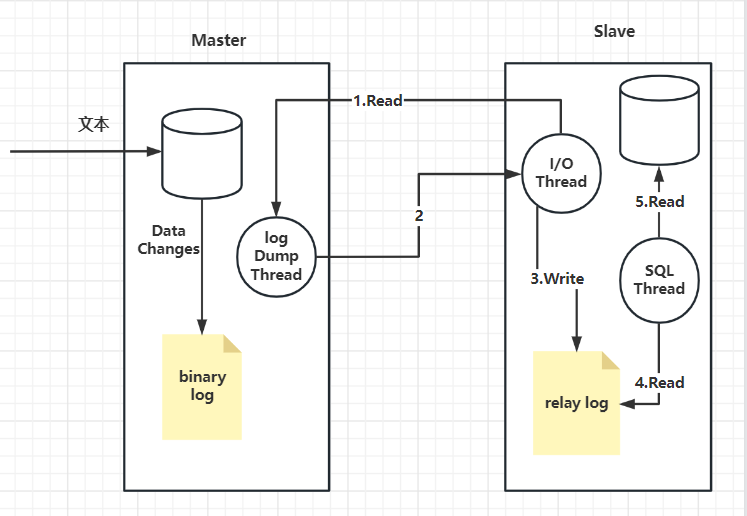 Master
Slave
文本
1.Read
I/O
Thread
2
Data
Changes
log
Dump
Thread
5.Read
SQL
Thread
3.Write
binary
log
4.Read
relay log